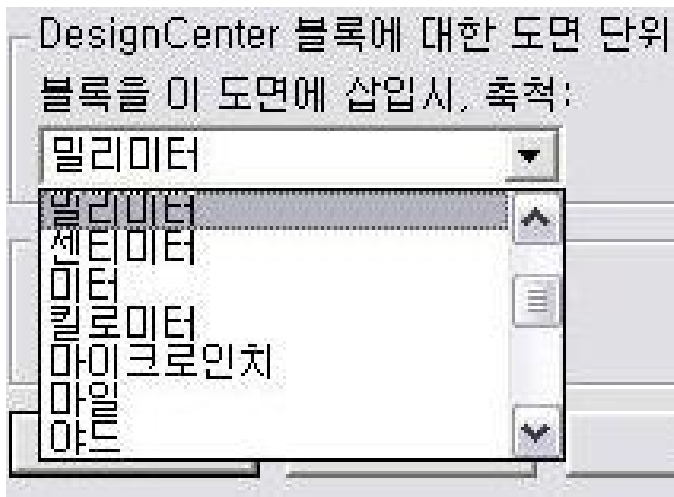 DesignCenter 블록에 대한 도면 단위
블록을 이 도면에 삽입시, 축척:
밀리미터
밀리미터
센티미터
미터
킬로미터
마이크로인치
마일
야드